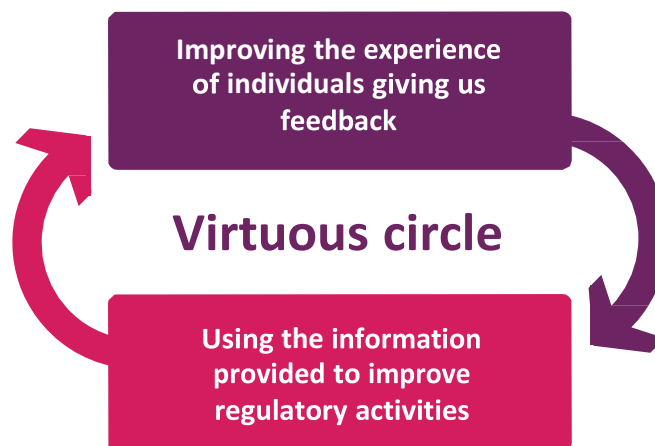 Improving the experience
of individuals giving us
feedback
Virtuous circle
Using the information
provided to improve
regulatory activities